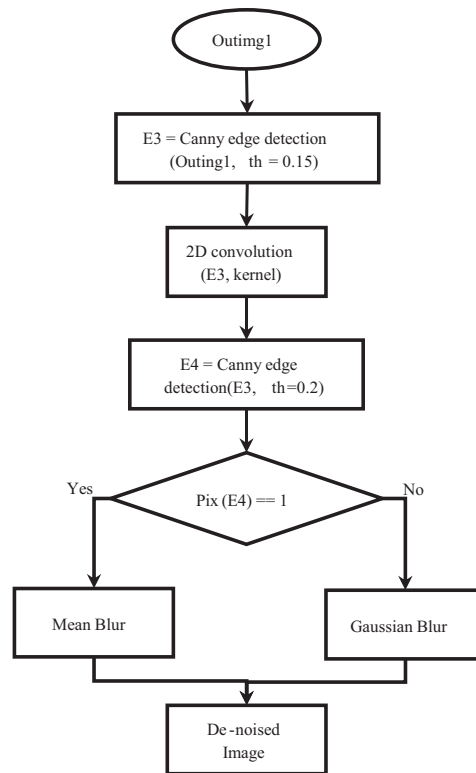 Outimg1
E3 = Canny edge detection
(Outing1, th = 0.15)
2D convolution
(E3, kernel)
E4 = Canny edge
detection(E3, th=0.2)
Pix (E4) == 1
Yes
No
Mean Blur
Gaussian Blur
De-noised
Image